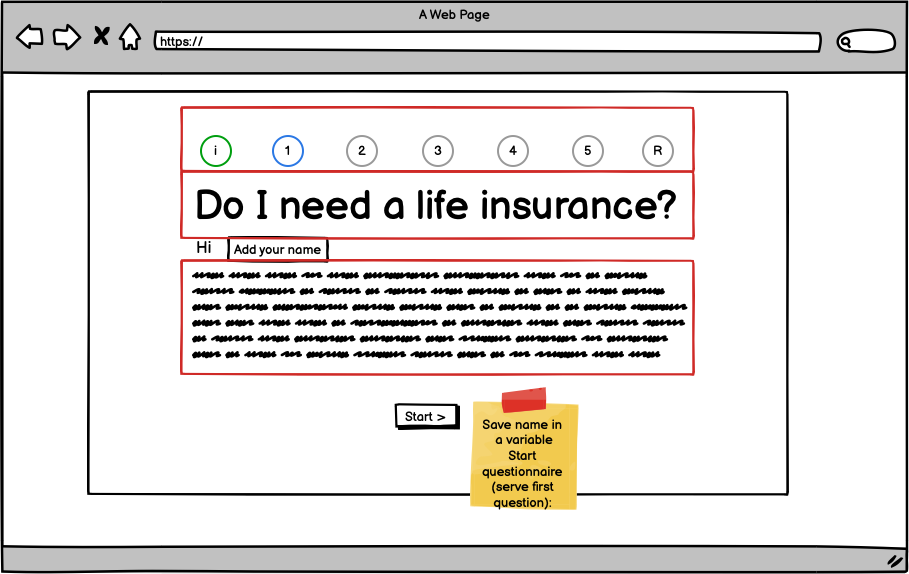 A Web Page
https://
i 1 2 3 4 5 R
Do I need a life insurance?
Hi Add your name
Start >
Save name in
a variable
Start
questionnaire
(serve first
question):